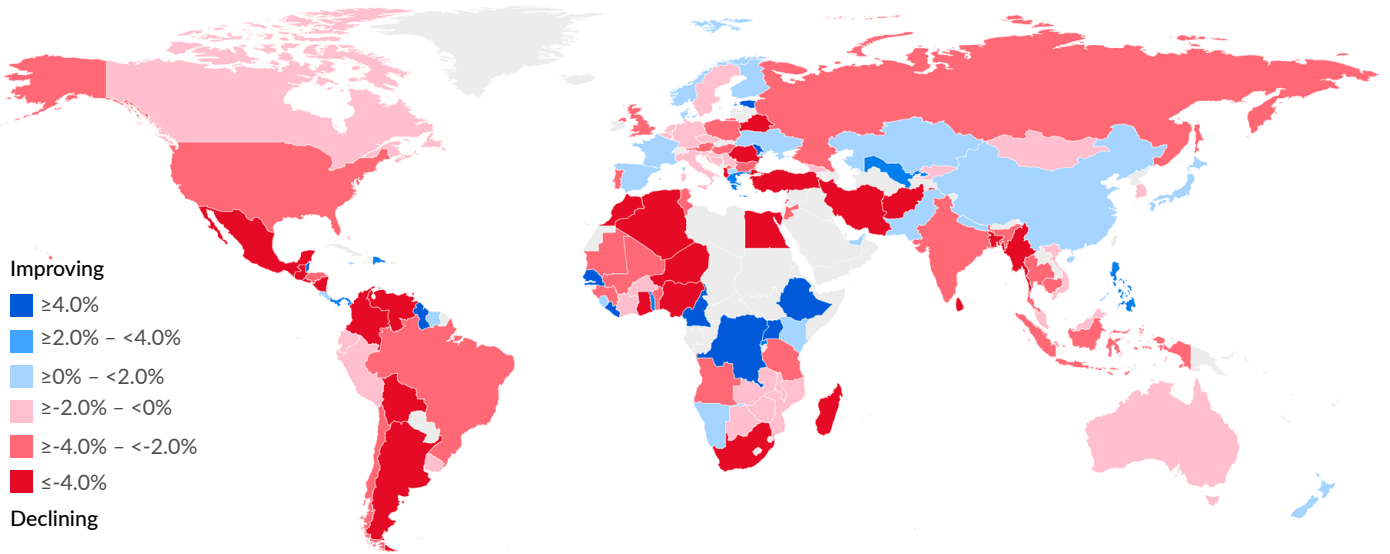 Improving
≥4.0%
≥2.0% – <4.0%
≥0% – <2.0%
≥-2.0% – <0%
≥-4.0% – <-2.0%
≤-4.0%
Declining